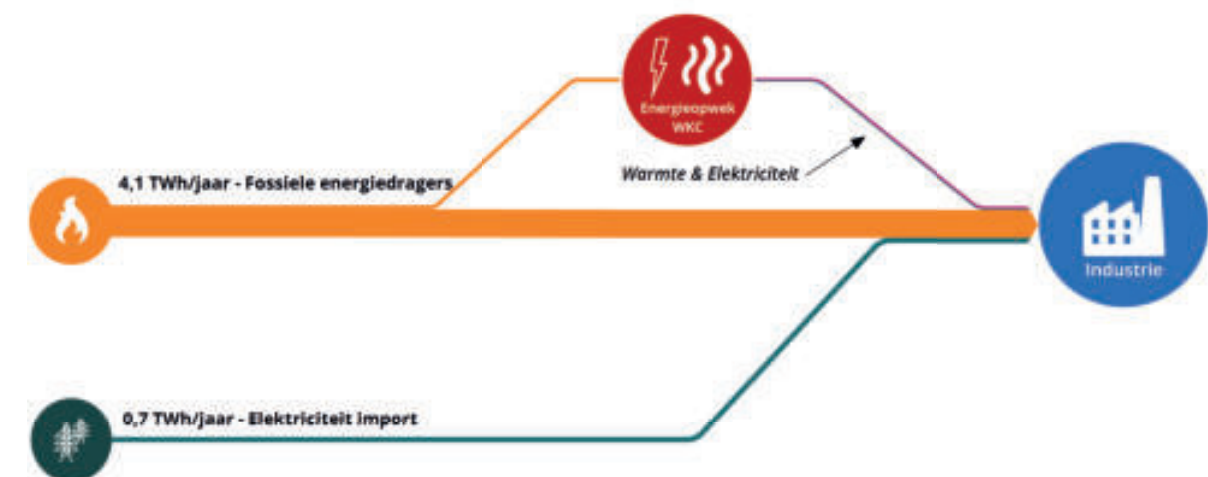 Energieopwek
WKC
4,1 TWh/jaar - Fossiele energiedragers
Warmte & Elektriciteit
Industrie
0,7 TWh/jaar - Elektriciteit import